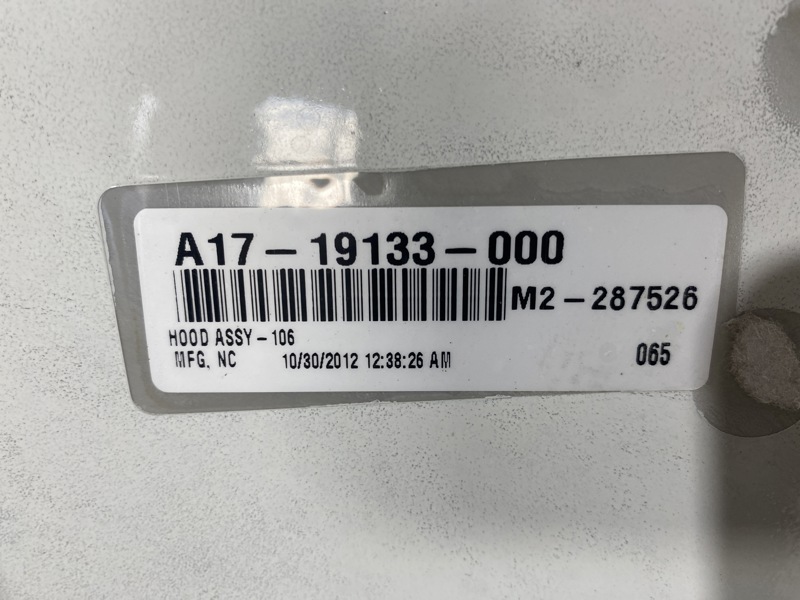 A17-19133-000
M2-287526
HOOD ASSY-106
MFG, NC 10/30/2012 12:38:26 AM 065